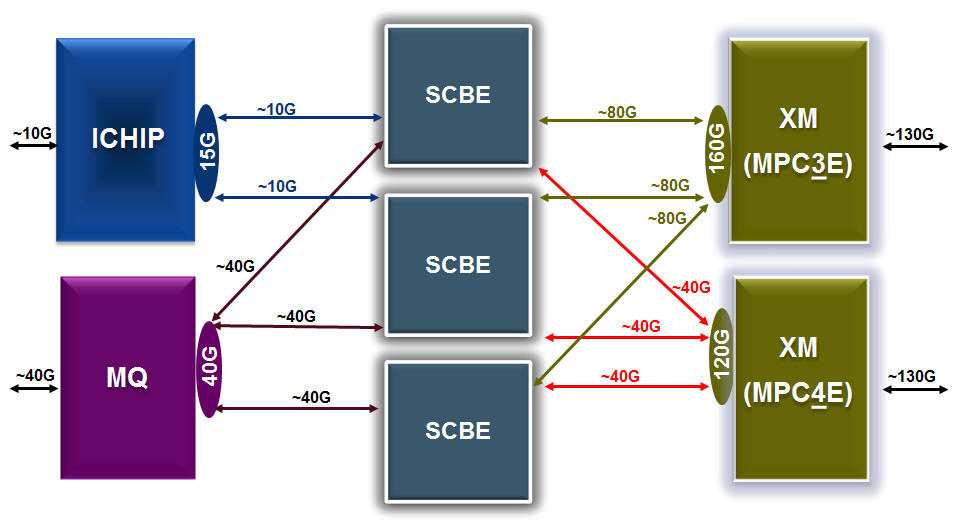 SCBE
~10G
~80G
ICHIP
15G
~10G
160G
XM
(MPC3E)
~130G
~10G
~80G
~80G
~40G
SCBE
~40G
~40G
~40G
~40G
MQ
40G
120G
XM
(MPC4E)
~130G
~40G
~40G
SCBE
~40G